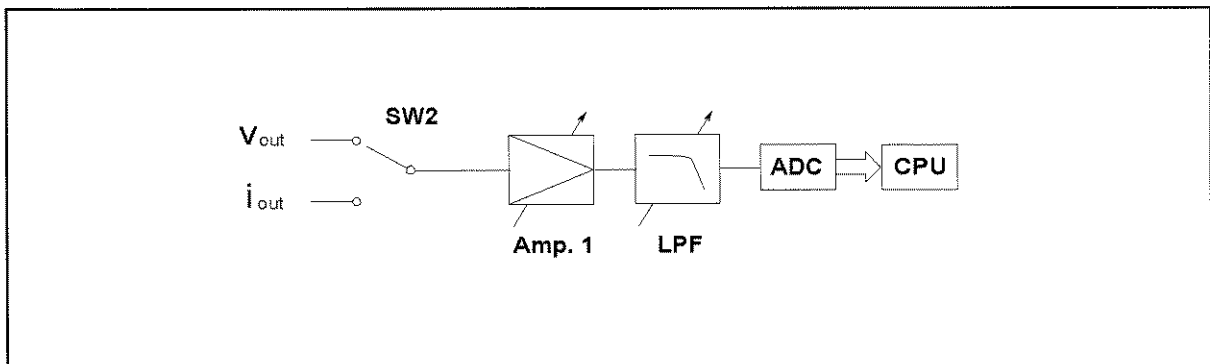 SW2
Vout
iout
Amp. 1
LPF
ADC
CPU